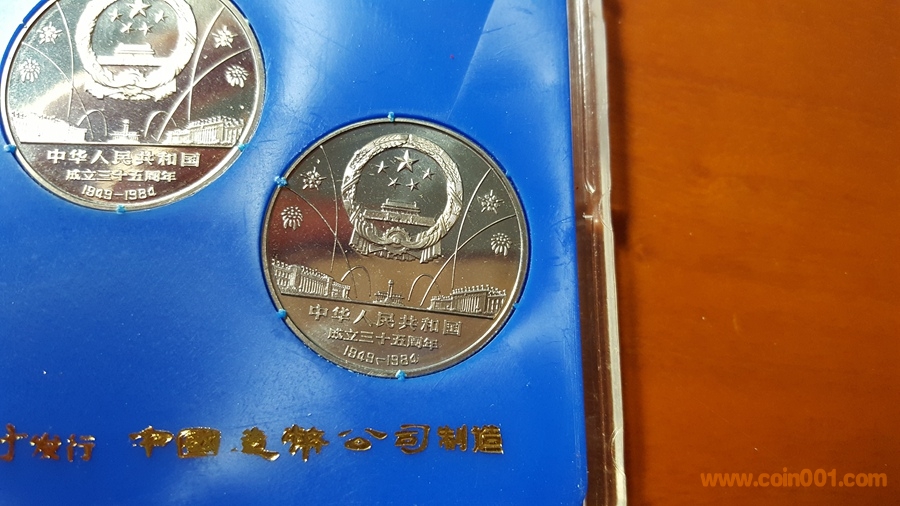 中华人民共和国
成立三十五周年
1949-1984
中华人民共和国
成立三十五周年
1949-1984
发行 中國造幣公司制造
www.coin001.com